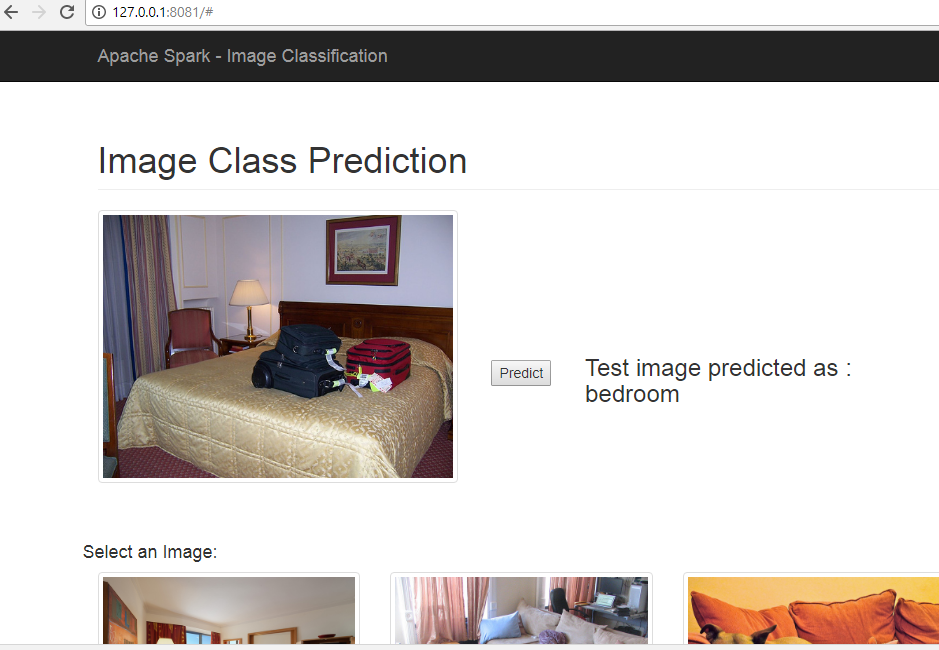 127.0.0.1:8081/#
Apache Spark - Image Classification
Image Class Prediction
Predict
Test image predicted as :
bedroom
Select an Image: